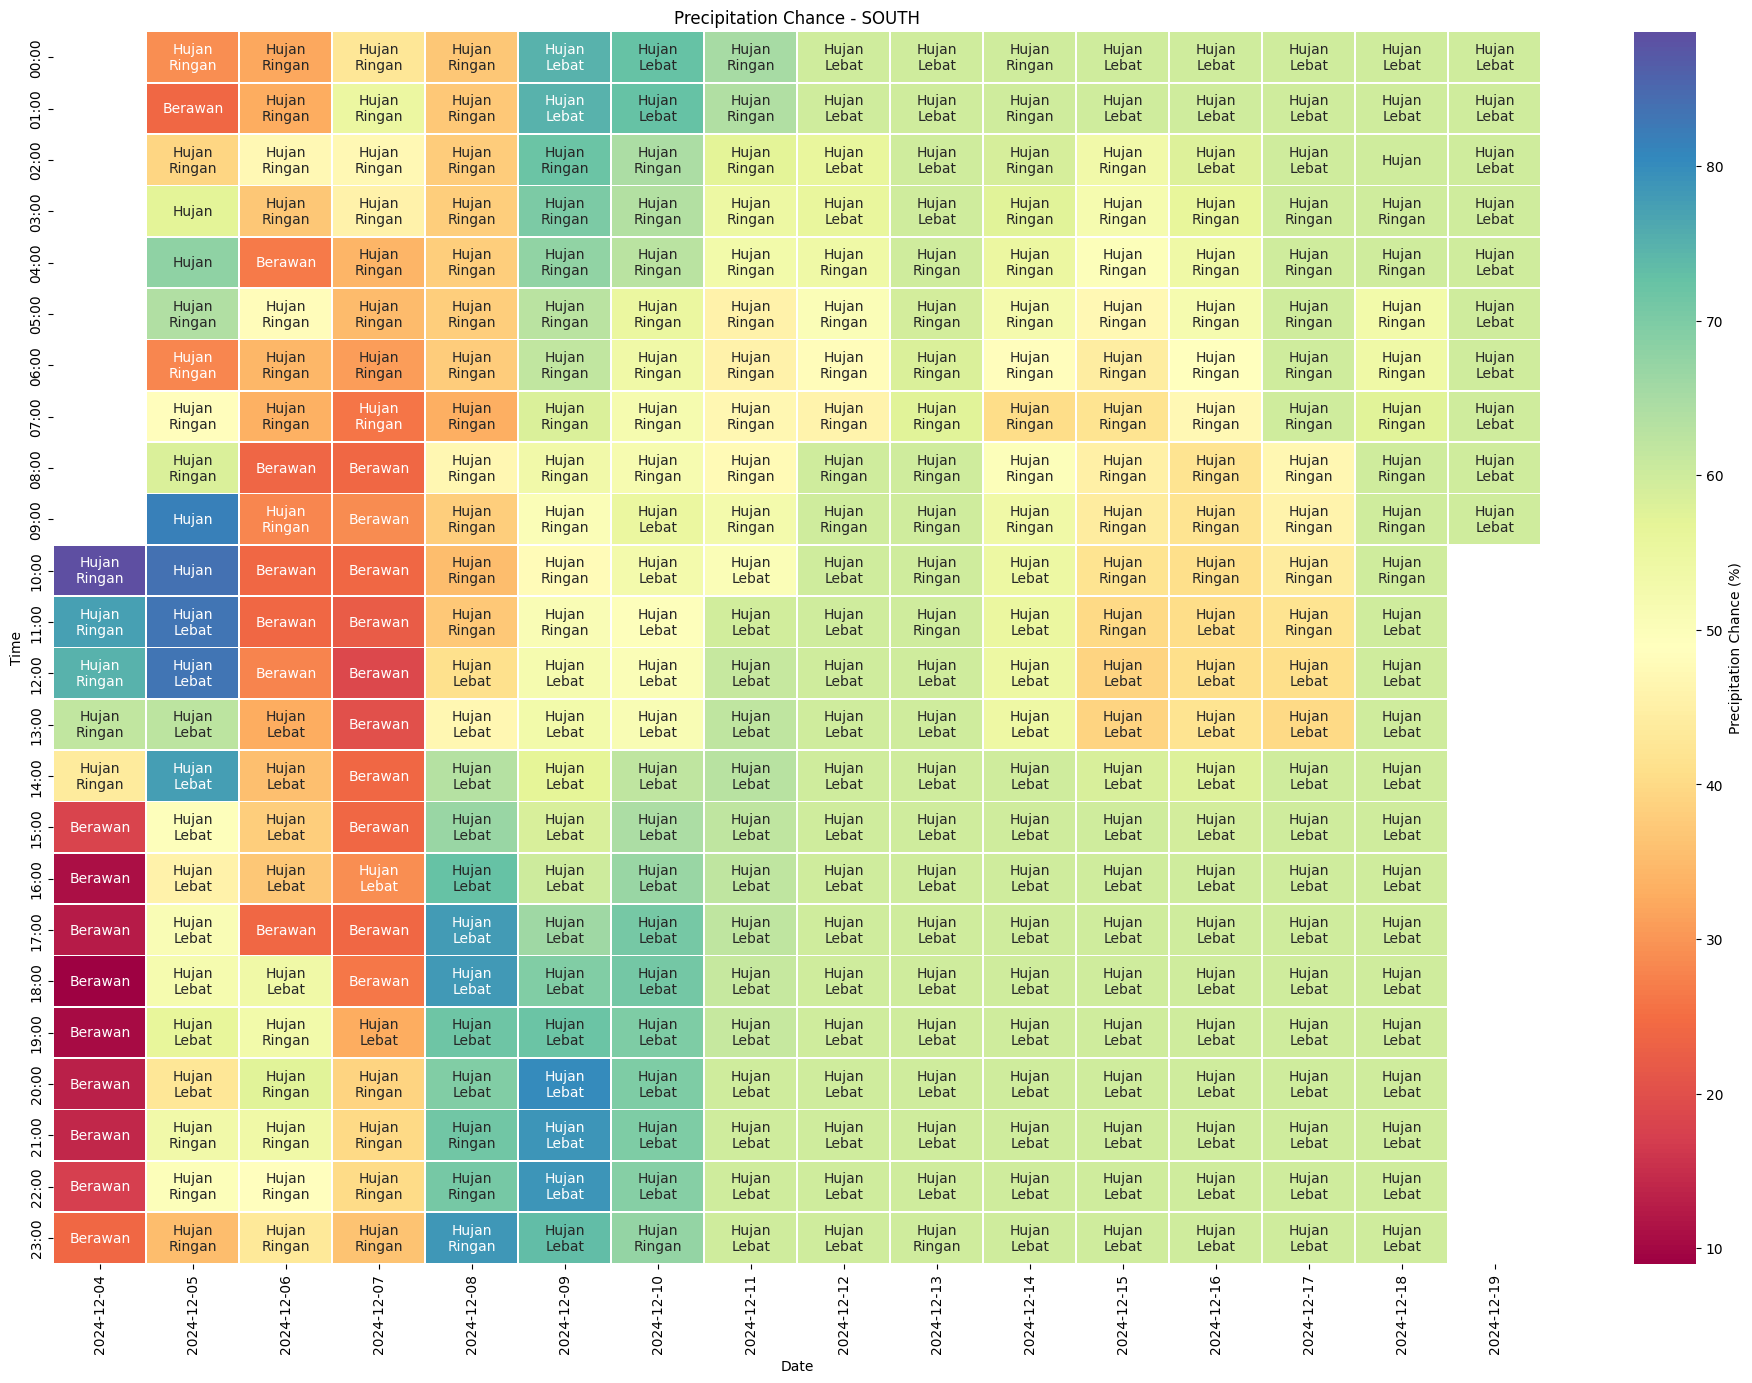 Precipitation Chance - SOUTH
00:00 Hujan Ringan Hujan Ringan Hujan Ringan Hujan Ringan Hujan Lebat Hujan Lebat Hujan Ringan Hujan Lebat Hujan Lebat Hujan Ringan Hujan Lebat Hujan Lebat Hujan Lebat Hujan Lebat Hujan Lebat
01:00 Berawan Hujan Ringan Hujan Ringan Hujan Ringan Hujan Lebat Hujan Lebat Hujan Ringan Hujan Lebat Hujan Lebat Hujan Ringan Hujan Lebat Hujan Lebat Hujan Lebat Hujan Lebat Hujan Lebat
02:00 Hujan Ringan Hujan Ringan Hujan Ringan Hujan Ringan Hujan Ringan Hujan Ringan Hujan Ringan Hujan Lebat Hujan Lebat Hujan Ringan Hujan Ringan Hujan Lebat Hujan Lebat Hujan Hujan Lebat
03:00 Hujan Hujan Ringan Hujan Ringan Hujan Ringan Hujan Ringan Hujan Ringan Hujan Ringan Hujan Lebat Hujan Lebat Hujan Ringan Hujan Ringan Hujan Ringan Hujan Ringan Hujan Ringan Hujan Lebat
04:00 Hujan Berawan Hujan Ringan Hujan Ringan Hujan Ringan Hujan Ringan Hujan Ringan Hujan Ringan Hujan Ringan Hujan Ringan Hujan Ringan Hujan Ringan Hujan Ringan Hujan Ringan Hujan Lebat
05:00 Hujan Ringan Hujan Ringan Hujan Ringan Hujan Ringan Hujan Ringan Hujan Ringan Hujan Ringan Hujan Ringan Hujan Ringan Hujan Ringan Hujan Ringan Hujan Ringan Hujan Ringan Hujan Ringan Hujan Lebat
06:00 Hujan Ringan Hujan Ringan Hujan Ringan Hujan Ringan Hujan Ringan Hujan Ringan Hujan Ringan Hujan Ringan Hujan Ringan Hujan Ringan Hujan Ringan Hujan Ringan Hujan Ringan Hujan Ringan Hujan Lebat
07:00 Hujan Ringan Hujan Ringan Hujan Ringan Hujan Ringan Hujan Ringan Hujan Ringan Hujan Ringan Hujan Ringan Hujan Ringan Hujan Ringan Hujan Ringan Hujan Ringan Hujan Ringan Hujan Ringan Hujan Lebat
08:00 Hujan Ringan Berawan Berawan Hujan Ringan Hujan Ringan Hujan Ringan Hujan Ringan Hujan Ringan Hujan Ringan Hujan Ringan Hujan Ringan Hujan Ringan Hujan Ringan Hujan Ringan Hujan Lebat
09:00 Hujan Hujan Ringan Berawan Hujan Ringan Hujan Ringan Hujan Lebat Hujan Ringan Hujan Ringan Hujan Ringan Hujan Ringan Hujan Ringan Hujan Ringan Hujan Ringan Hujan Ringan Hujan Lebat
10:00 Hujan Ringan Hujan Berawan Berawan Hujan Ringan Hujan Ringan Hujan Lebat Hujan Lebat Hujan Lebat Hujan Ringan Hujan Lebat Hujan Ringan Hujan Ringan Hujan Ringan Hujan Ringan
11:00 Hujan Ringan Hujan Lebat Berawan Berawan Hujan Ringan Hujan Ringan Hujan Lebat Hujan Lebat Hujan Lebat Hujan Ringan Hujan Lebat Hujan Ringan Hujan Lebat Hujan Ringan Hujan Lebat
12:00 Hujan Ringan Hujan Lebat Berawan Berawan Hujan Lebat Hujan Lebat Hujan Lebat Hujan Lebat Hujan Lebat Hujan Lebat Hujan Lebat Hujan Lebat Hujan Lebat Hujan Lebat Hujan Lebat
13:00 Hujan Ringan Hujan Lebat Hujan Lebat Berawan Hujan Lebat Hujan Lebat Hujan Lebat Hujan Lebat Hujan Lebat Hujan Lebat Hujan Lebat Hujan Lebat Hujan Lebat Hujan Lebat Hujan Lebat
14:00 Hujan Ringan Hujan Lebat Hujan Lebat Berawan Hujan Lebat Hujan Lebat Hujan Lebat Hujan Lebat Hujan Lebat Hujan Lebat Hujan Lebat Hujan Lebat Hujan Lebat Hujan Lebat Hujan Lebat
15:00 Berawan Hujan Lebat Hujan Lebat Berawan Hujan Lebat Hujan Lebat Hujan Lebat Hujan Lebat Hujan Lebat Hujan Lebat Hujan Lebat Hujan Lebat Hujan Lebat Hujan Lebat Hujan Lebat
16:00 Berawan Hujan Lebat Hujan Lebat Hujan Lebat Hujan Lebat Hujan Lebat Hujan Lebat Hujan Lebat Hujan Lebat Hujan Lebat Hujan Lebat Hujan Lebat Hujan Lebat Hujan Lebat Hujan Lebat
17:00 Berawan Hujan Lebat Berawan Berawan Hujan Lebat Hujan Lebat Hujan Lebat Hujan Lebat Hujan Lebat Hujan Lebat Hujan Lebat Hujan Lebat Hujan Lebat Hujan Lebat Hujan Lebat
18:00 Berawan Hujan Lebat Hujan Lebat Berawan Hujan Lebat Hujan Lebat Hujan Lebat Hujan Lebat Hujan Lebat Hujan Lebat Hujan Lebat Hujan Lebat Hujan Lebat Hujan Lebat Hujan Lebat
19:00 Berawan Hujan Lebat Hujan Ringan Hujan Lebat Hujan Lebat Hujan Lebat Hujan Lebat Hujan Lebat Hujan Lebat Hujan Lebat Hujan Lebat Hujan Lebat Hujan Lebat Hujan Lebat Hujan Lebat
20:00 Berawan Hujan Lebat Hujan Ringan Hujan Ringan Hujan Lebat Hujan Lebat Hujan Lebat Hujan Lebat Hujan Lebat Hujan Lebat Hujan Lebat Hujan Lebat Hujan Lebat Hujan Lebat Hujan Lebat
21:00 Berawan Hujan Ringan Hujan Ringan Hujan Ringan Hujan Ringan Hujan Lebat Hujan Lebat Hujan Lebat Hujan Lebat Hujan Lebat Hujan Lebat Hujan Lebat Hujan Lebat Hujan Lebat Hujan Lebat
22:00 Berawan Hujan Ringan Hujan Ringan Hujan Ringan Hujan Ringan Hujan Lebat Hujan Lebat Hujan Lebat Hujan Lebat Hujan Lebat Hujan Lebat Hujan Lebat Hujan Lebat Hujan Lebat Hujan Lebat
23:00 Berawan Hujan Ringan Hujan Ringan Hujan Ringan Hujan Ringan Hujan Lebat Hujan Ringan Hujan Lebat Hujan Lebat Hujan Ringan Hujan Lebat Hujan Lebat Hujan Lebat Hujan Lebat Hujan Lebat
Time
2024-12-04
2024-12-05
2024-12-06
2024-12-07
2024-12-08
2024-12-09
2024-12-10
2024-12-11
2024-12-12
2024-12-13
2024-12-14
2024-12-15
2024-12-16
2024-12-17
2024-12-18
2024-12-19
Date
80
70
60
50
40
30
20
10
Precipitation Chance (%)